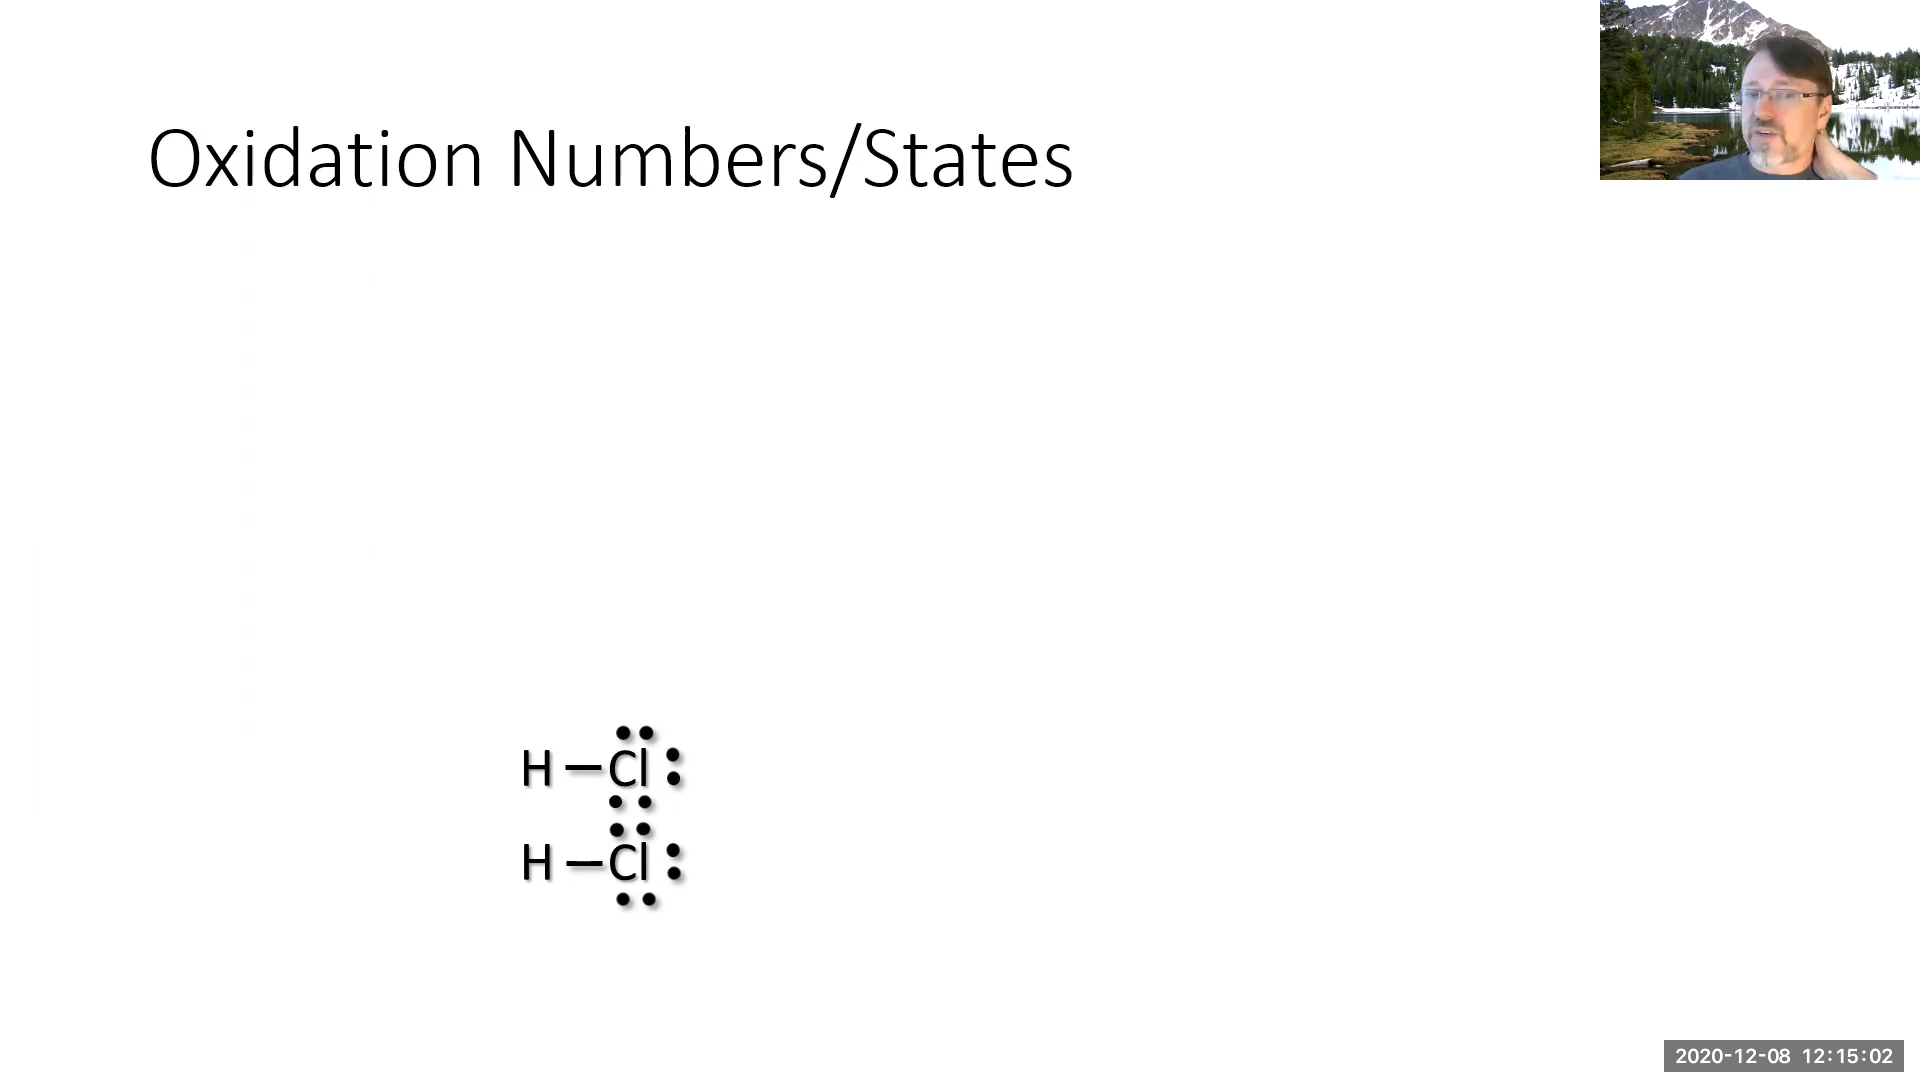 Oxidation Numbers/States
H — Cl
H — Cl
2020-12-08 12:15:02